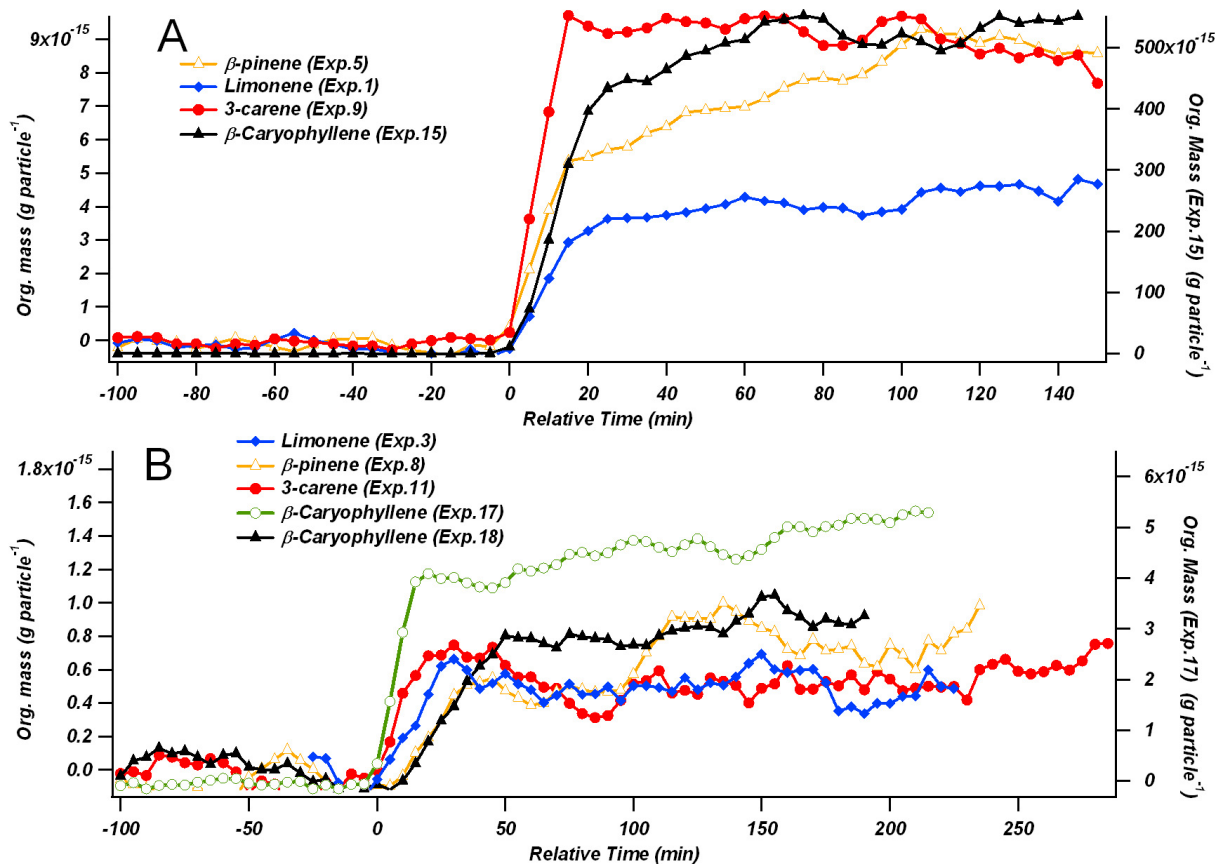 A
9x10-15
8
7
6
5
4
3
2
1
0
Org. mass (g particle-1)
β-pinene (Exp.5)
Limonene (Exp.1)
3-carene (Exp.9)
β-Caryophyllene (Exp.15)
500x10-15
400
300
200
100
0
Org. Mass (Exp.15) (g particle-1)
-100 -80 -60 -40 -20 0 20 40 60 80 100 120 140
Relative Time (min)
B
1.8x10-15
1.6
1.4
1.2
1.0
0.8
0.6
0.4
0.2
0.0
Org. mass (g particle-1)
Limonene (Exp.3)
β-pinene (Exp.8)
3-carene (Exp.11)
β-Caryophyllene (Exp.17)
β-Caryophyllene (Exp.18)
6x10-15
5
4
3
2
1
0
Org. Mass (Exp.17) (g particle-1)
-100 -50 0 50 100 150 200 250
Relative Time (min)